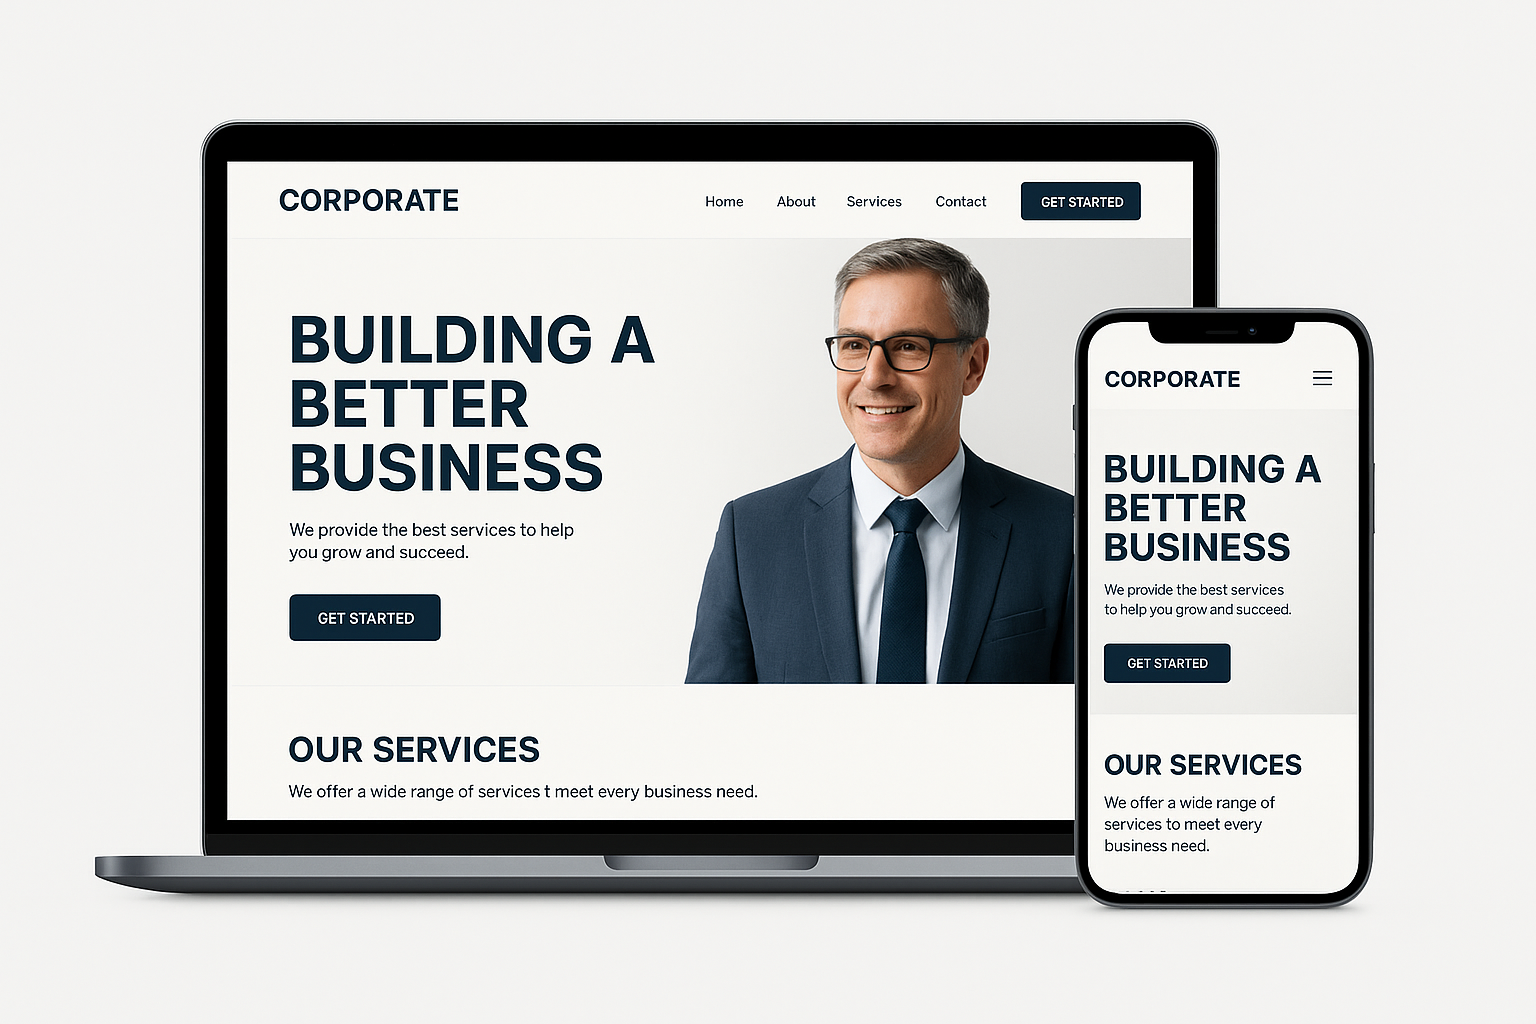 CORPORATE
Home About Services Contact GET STARTED
BUILDING A
BETTER
BUSINESS
We provide the best services to help
you grow and succeed.
GET STARTED
OUR SERVICES
We offer a wide range of services t meet every business need.
CORPORATE
BUILDING A
BETTER
BUSINESS
We provide the best services
to help you grow and succeed.
GET STARTED
OUR SERVICES
We offer a wide range of
services to meet every
business need.